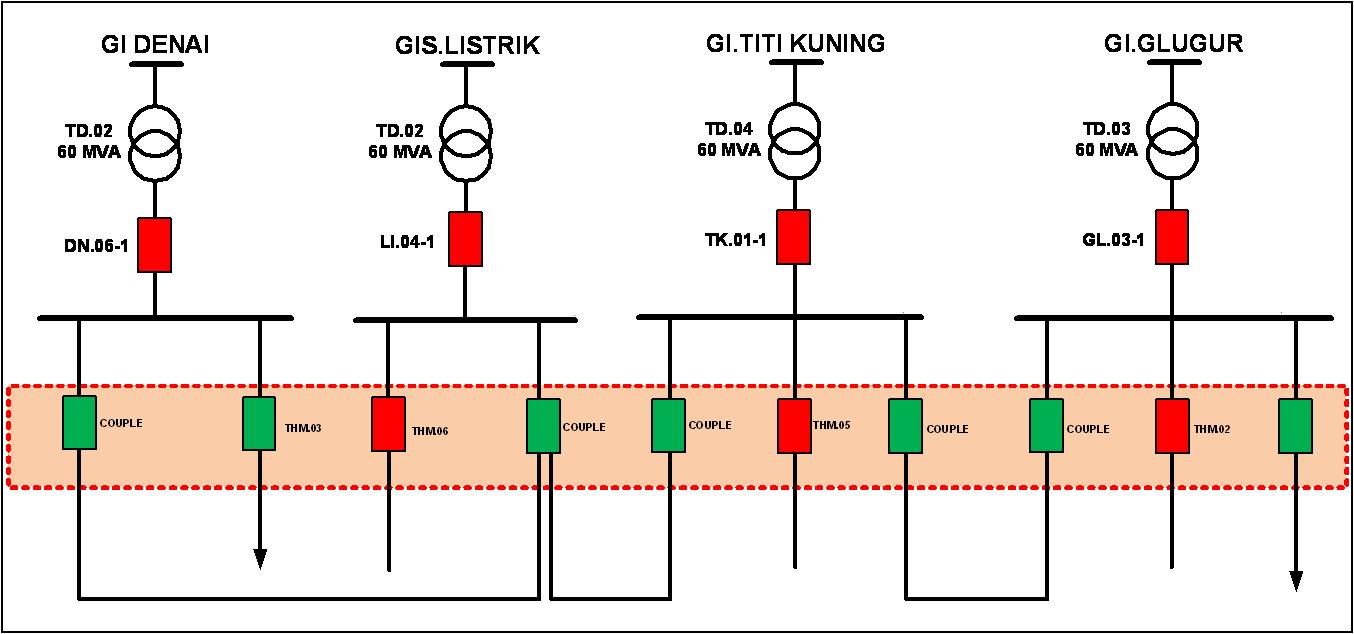 GI DENAI
GIS.LISTRIK
GI.TITI KUNING
GI.GLUGUR
TD.02
60 MVA
TD.02
60 MVA
TD.04
60 MVA
TD.03
60 MVA
DN.06-1
LI.04-1
TK.01-1
GL.03-1
COUPLE
THM.03
THM.06
COUPLE
COUPLE
THM.05
COUPLE
COUPLE
THM.02